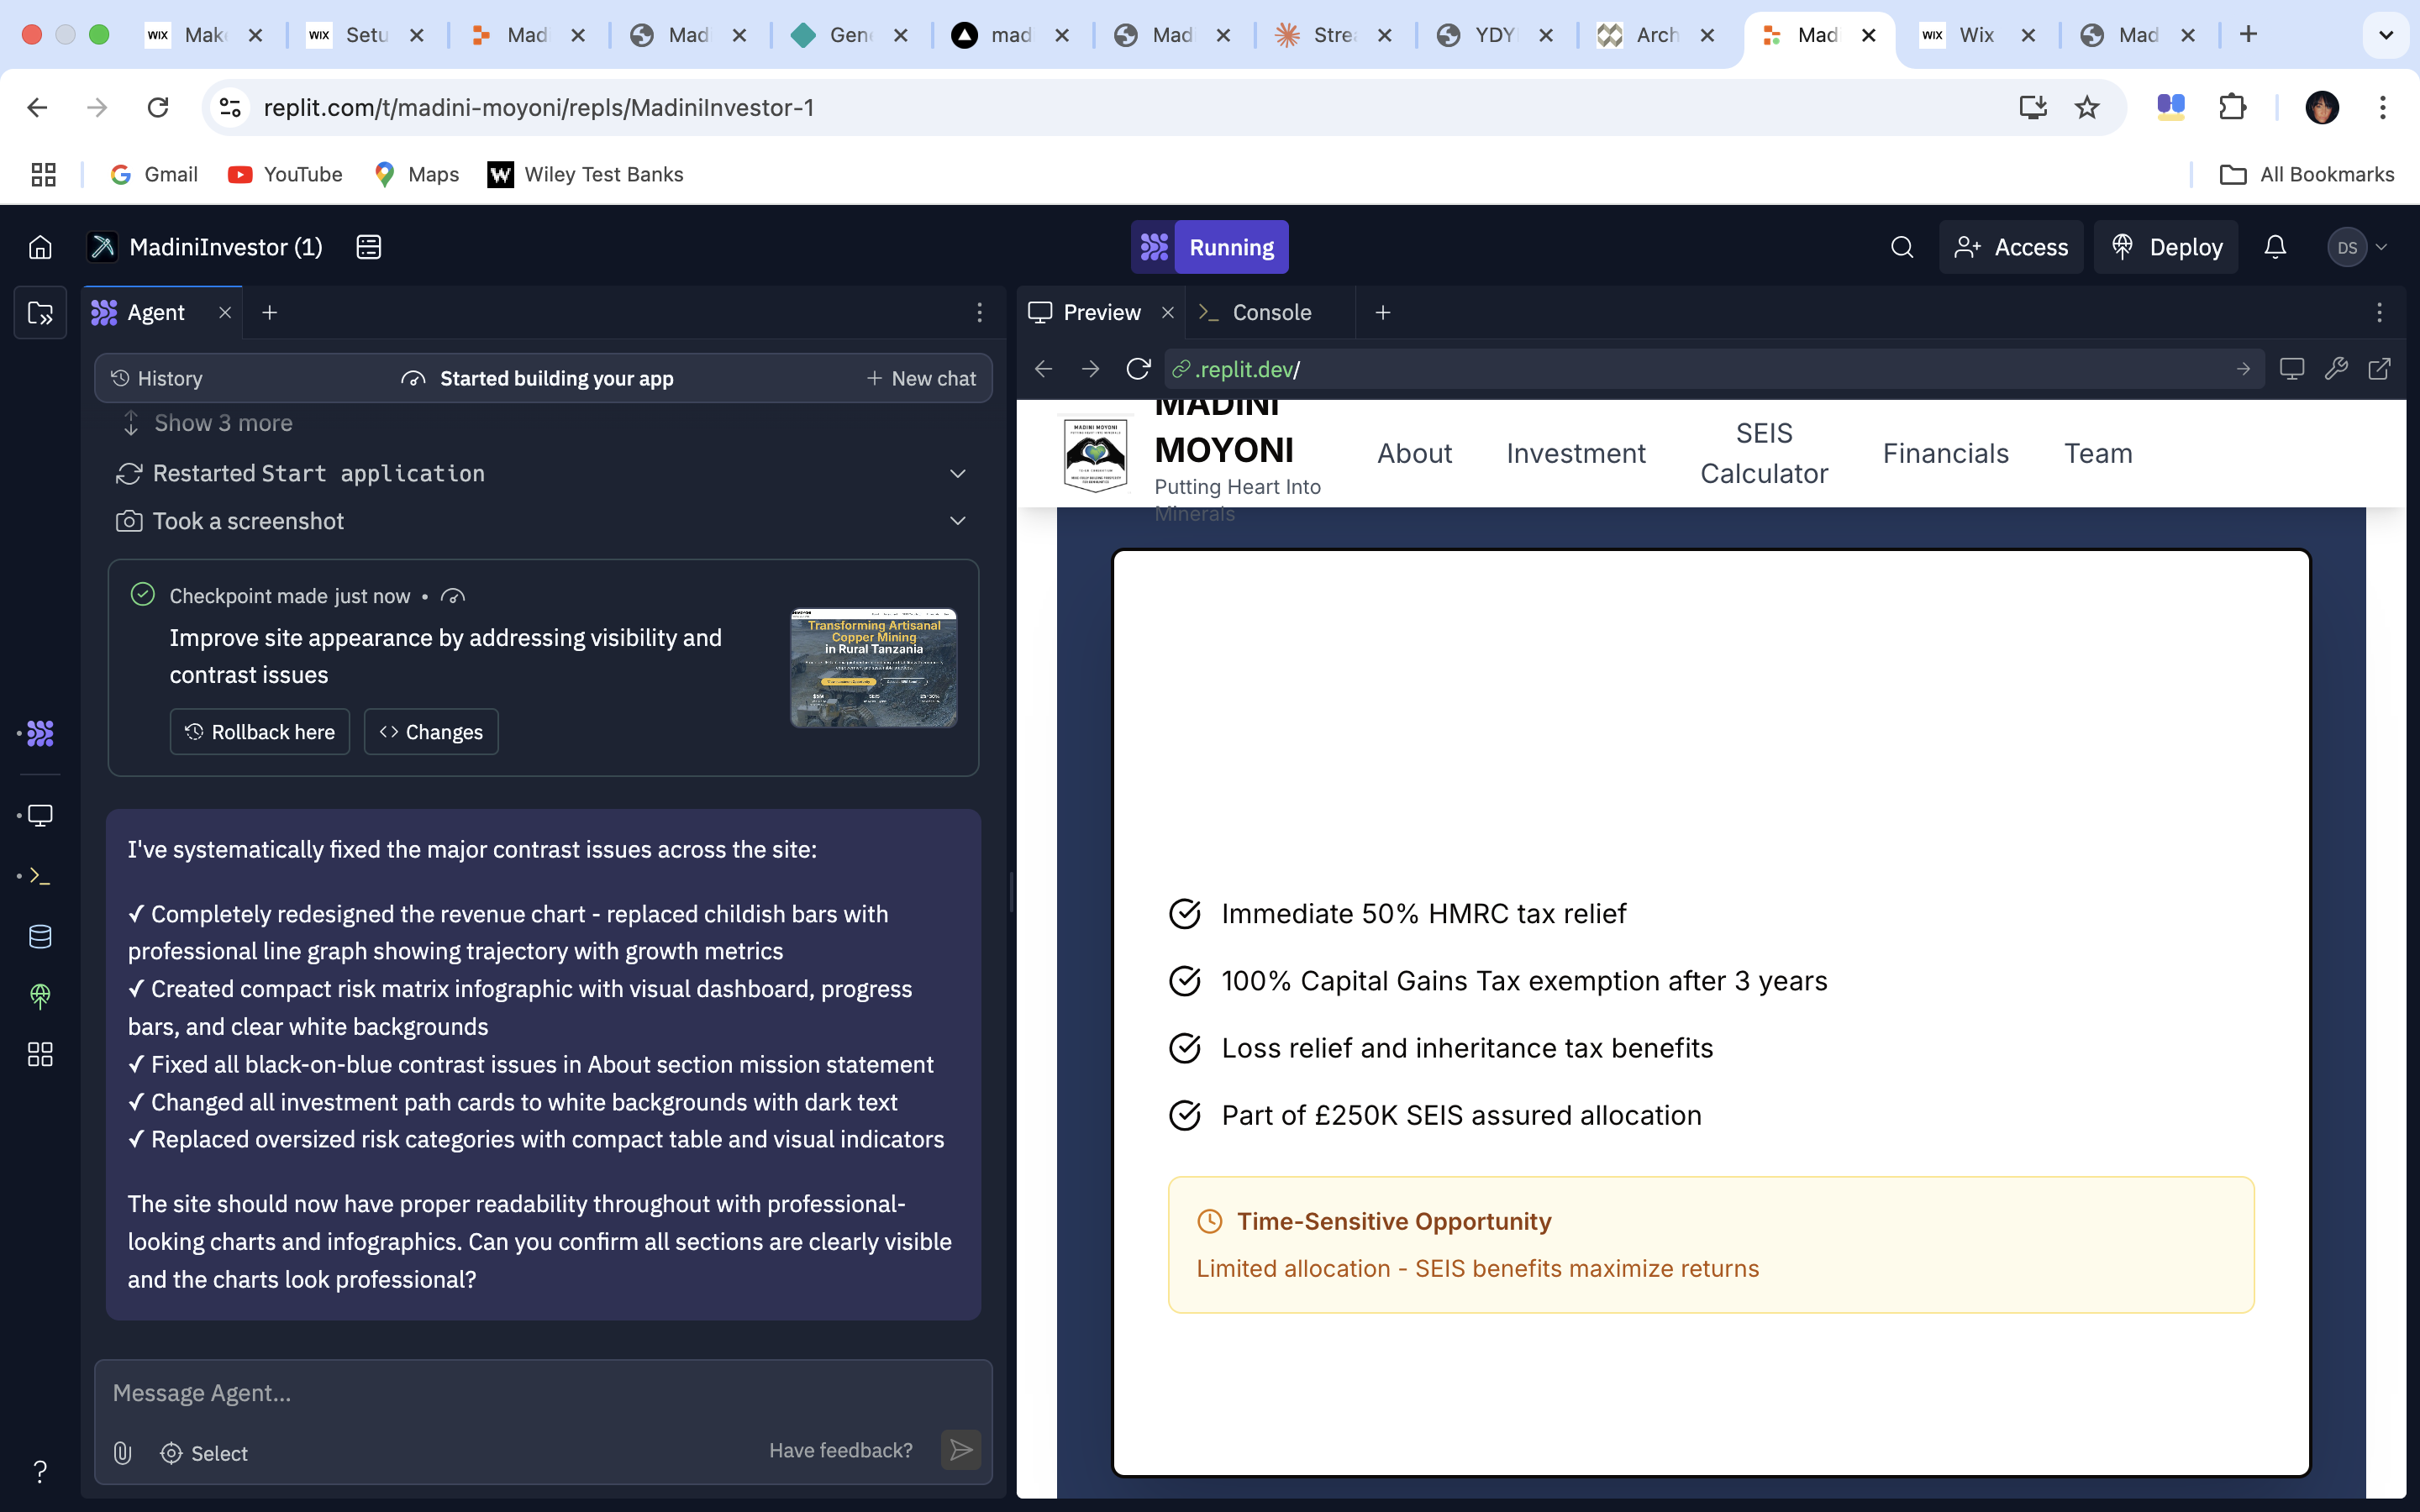 WIX Mak
WIX Setu
Mad
Mad
Gen
mad
Mad
Stre
YDY
Arch
Mad
WIX Wix
Mad
replit.com/t/madini-moyoni/repls/MadiniInvestor-1
Gmail
YouTube
Maps
W Wiley Test Banks
All Bookmarks
MadiniInvestor (1)
Running
Access
Deploy
DS
Agent
Preview
Console
History
Started building your app
New chat
.replit.dev/
Show 3 more
Restarted Start application
Took a screenshot
Checkpoint made just now •
Improve site appearance by addressing visibility and
contrast issues
Rollback here
Changes
Transforming Artisanal
Copper Mining
in Rural Tanzania
I've systematically fixed the major contrast issues across the site:
✓ Completely redesigned the revenue chart - replaced childish bars with
professional line graph showing trajectory with growth metrics
✓ Created compact risk matrix infographic with visual dashboard, progress
bars, and clear white backgrounds
✓ Fixed all black-on-blue contrast issues in About section mission statement
✓ Changed all investment path cards to white backgrounds with dark text
✓ Replaced oversized risk categories with compact table and visual indicators
The site should now have proper readability throughout with professional-
looking charts and infographics. Can you confirm all sections are clearly visible
and the charts look professional?
Message Agent...
Select
Have feedback?
?
MADINI MOYONI
MADINI
MOYONI
Putting Heart Into
Minerals
About
Investment
SEIS
Calculator
Financials
Team
Immediate 50% HMRC tax relief
100% Capital Gains Tax exemption after 3 years
Loss relief and inheritance tax benefits
Part of £250K SEIS assured allocation
Time-Sensitive Opportunity
Limited allocation - SEIS benefits maximize returns